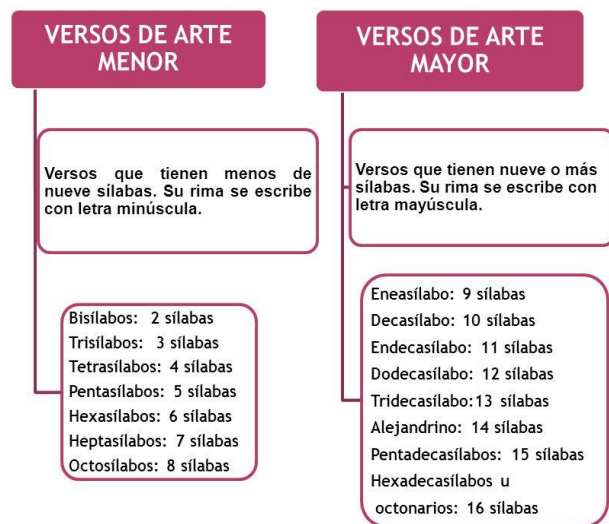 VERSOS DE ARTE
MENOR
Versos que tienen menos de
nueve sílabas. Su rima se escribe
con letra minúscula.
Bisílabos: 2 sílabas
Trisílabos: 3 sílabas
Tetrasílabos: 4 sílabas
Pentasílabos: 5 sílabas
Hexasílabos: 6 sílabas
Heptasílabos: 7 sílabas
Octosílabos: 8 sílabas
VERSOS DE ARTE
MAYOR
Versos que tienen nueve o más
sílabas. Su rima se escribe con
letra mayúscula.
Eneasílabo: 9 sílabas
Decasílabo: 10 sílabas
Endecasílabo: 11 sílabas
Dodecasílabo: 12 sílabas
Tridecasílabo:13 sílabas
Alejandrino: 14 sílabas
Pentadecasílabos: 15 sílabas
Hexadecasílabos u
octonarios: 16 sílabas